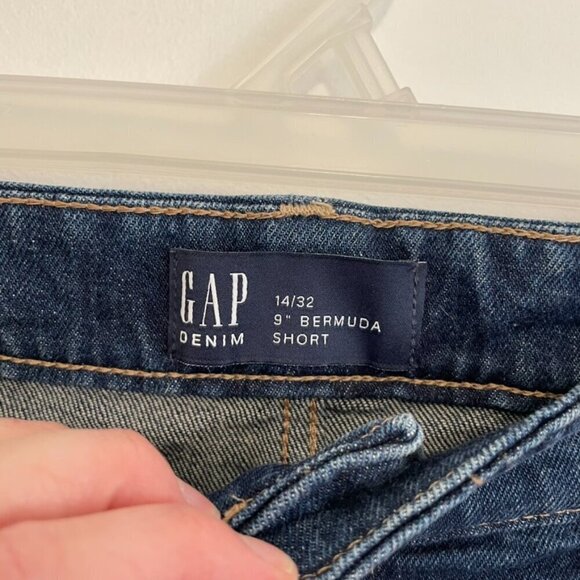 GAP
DENIM
14/32
9" BERMUDA
SHORT